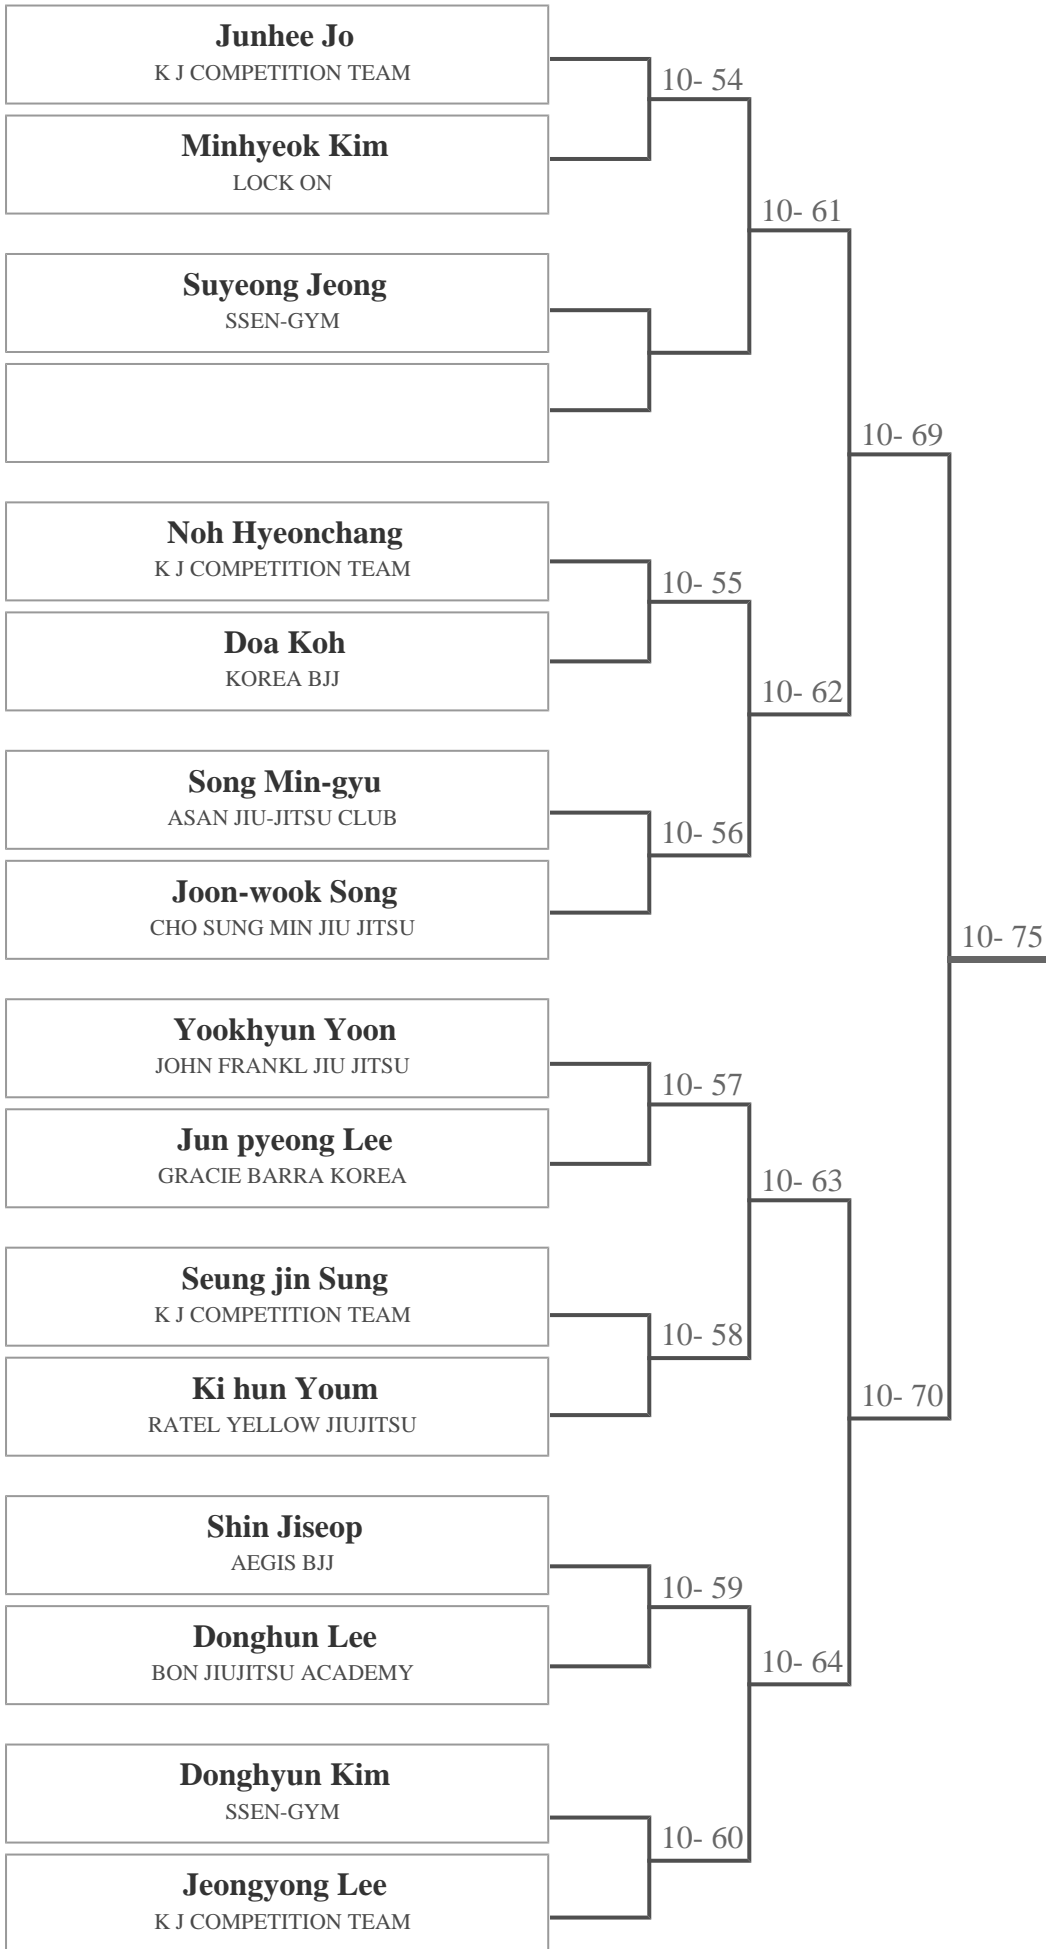 Junhee Jo
K J COMPETITION TEAM
10- 54
Minhyeok Kim
LOCK ON
10- 61
Suyeong Jeong
SSEN-GYM
10- 69
Noh Hyeonchang
K J COMPETITION TEAM
10- 55
Doa Koh
KOREA BJJ
10- 62
Song Min-gyu
ASAN JIU-JITSU CLUB
10- 56
Joon-wook Song
CHO SUNG MIN JIU JITSU
10- 75
Yookhyun Yoon
JOHN FRANKL JIU JITSU
10- 57
Jun pyeong Lee
GRACIE BARRA KOREA
10- 63
Seung jin Sung
K J COMPETITION TEAM
10- 58
Ki hun Youm
RATEL YELLOW JIUJITSU
10- 70
Shin Jiseop
AEGIS BJJ
10- 59
Donghun Lee
BON JIUJITSU ACADEMY
10- 64
Donghyun Kim
SSEN-GYM
10- 60
Jeongyong Lee
K J COMPETITION TEAM